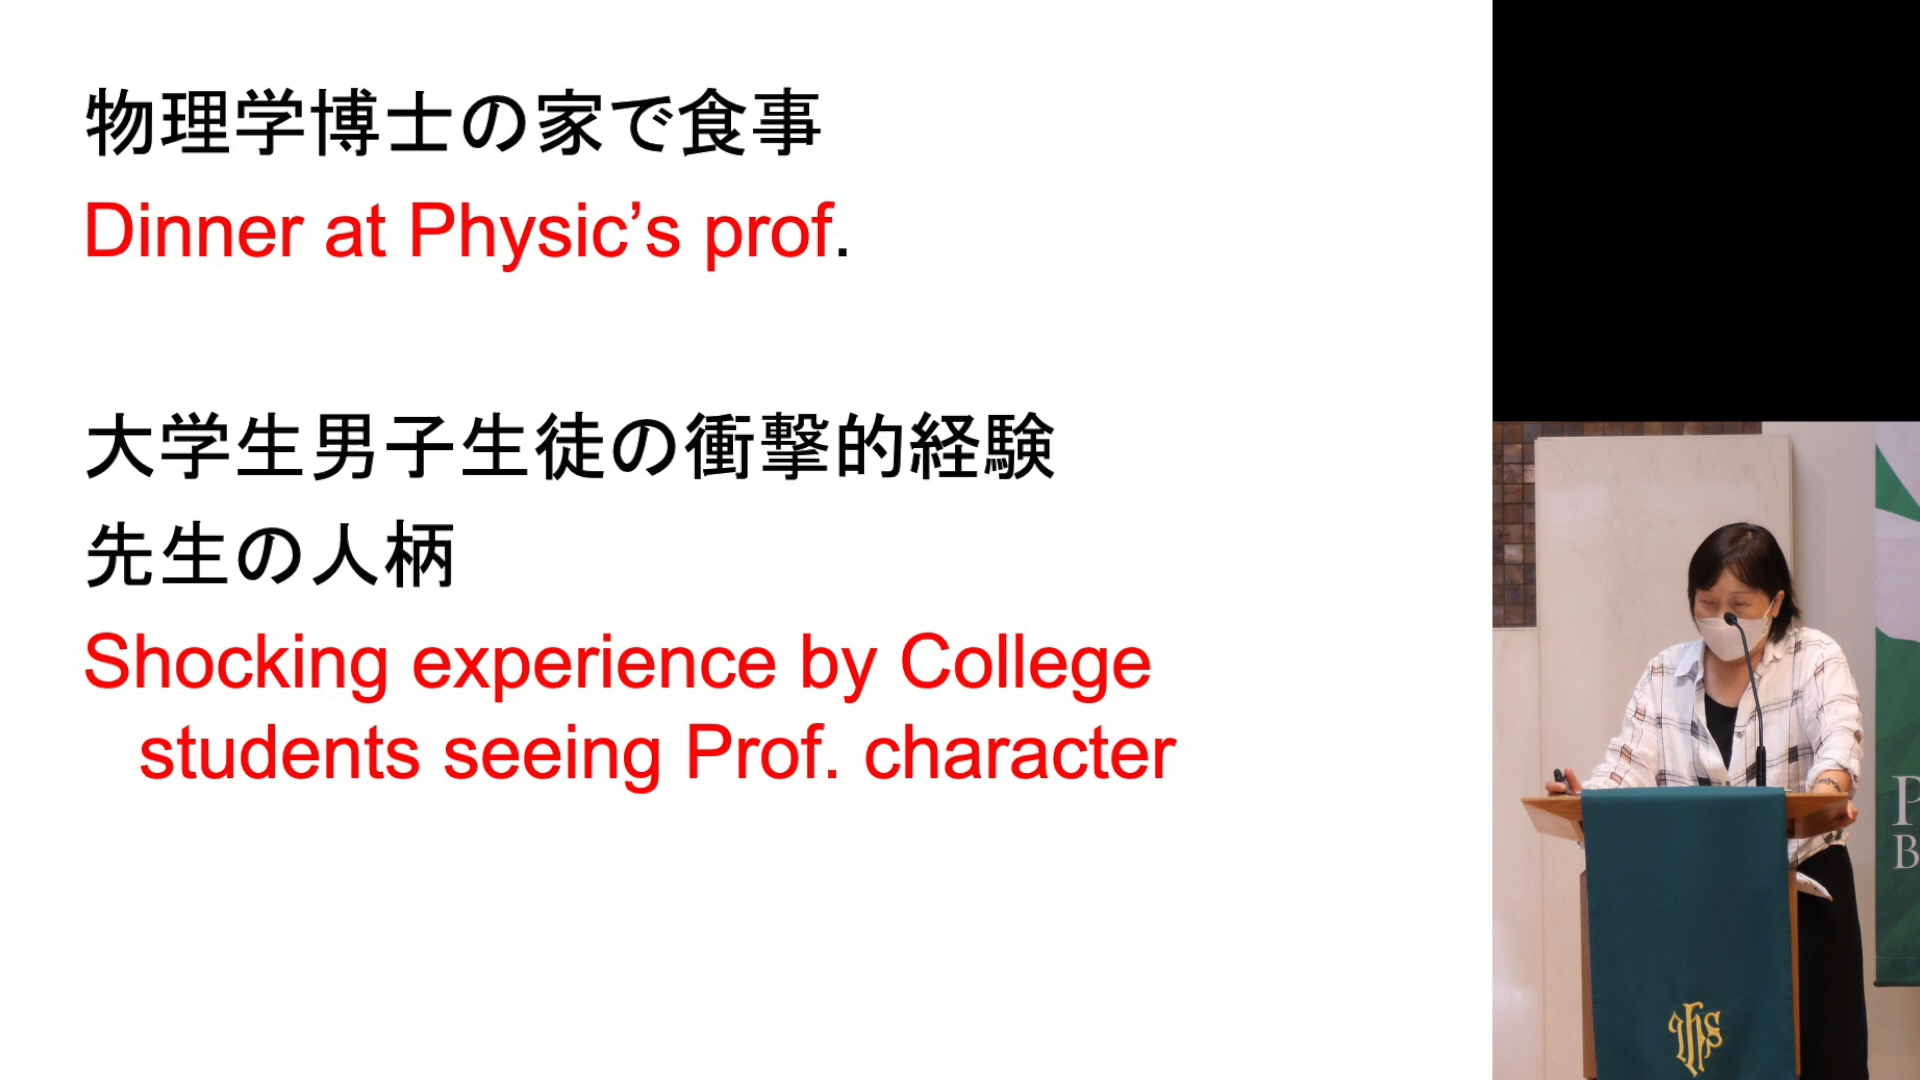 物理学博士の家で食事
Dinner at Physic’s prof.
大学生男子生徒の衝撃的経験
先生の人柄
Shocking experience by College
students seeing Prof. character
P
B
IHS